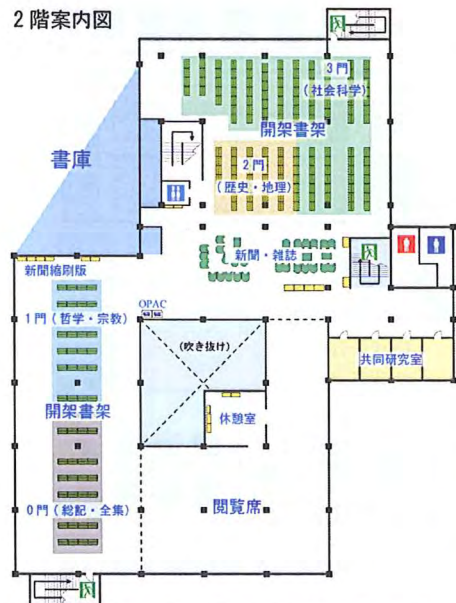 2階案内図
3門
(社会科学)
開架書架
書庫
2門
(歴史・地理)
新聞・雑誌
新聞縮刷版
OPAC
1門(哲学・宗教)
(吹き抜け)
共同研究室
開架書架
休憩室
0門(総記・全集)
閲覧席